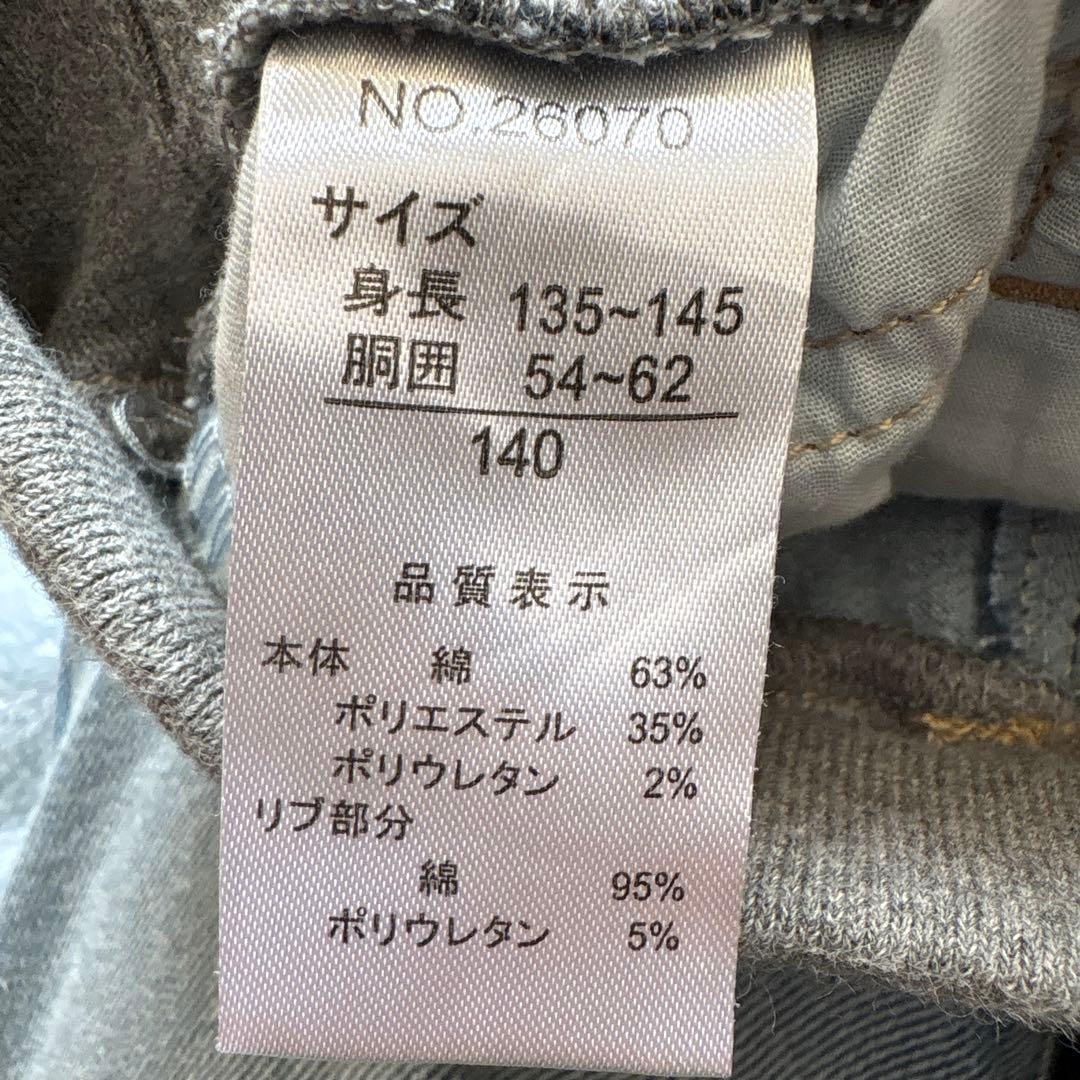 NO.26070
サイズ
身長 135~145
胴囲 54~62
140
品質表示
本体 綿 63%
ポリエステル 35%
ポリウレタン 2%
リブ部分
綿 95%
ポリウレタン 5%